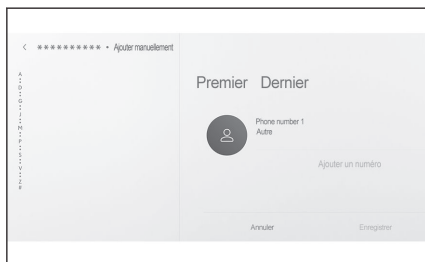 < ********** • Ajouter manuellement
A
D
G
J
M
P
S
V
Z
P
Premier Dernier
Phone number 1
Autre
Ajouter un numéro
Annuler Enregistrer